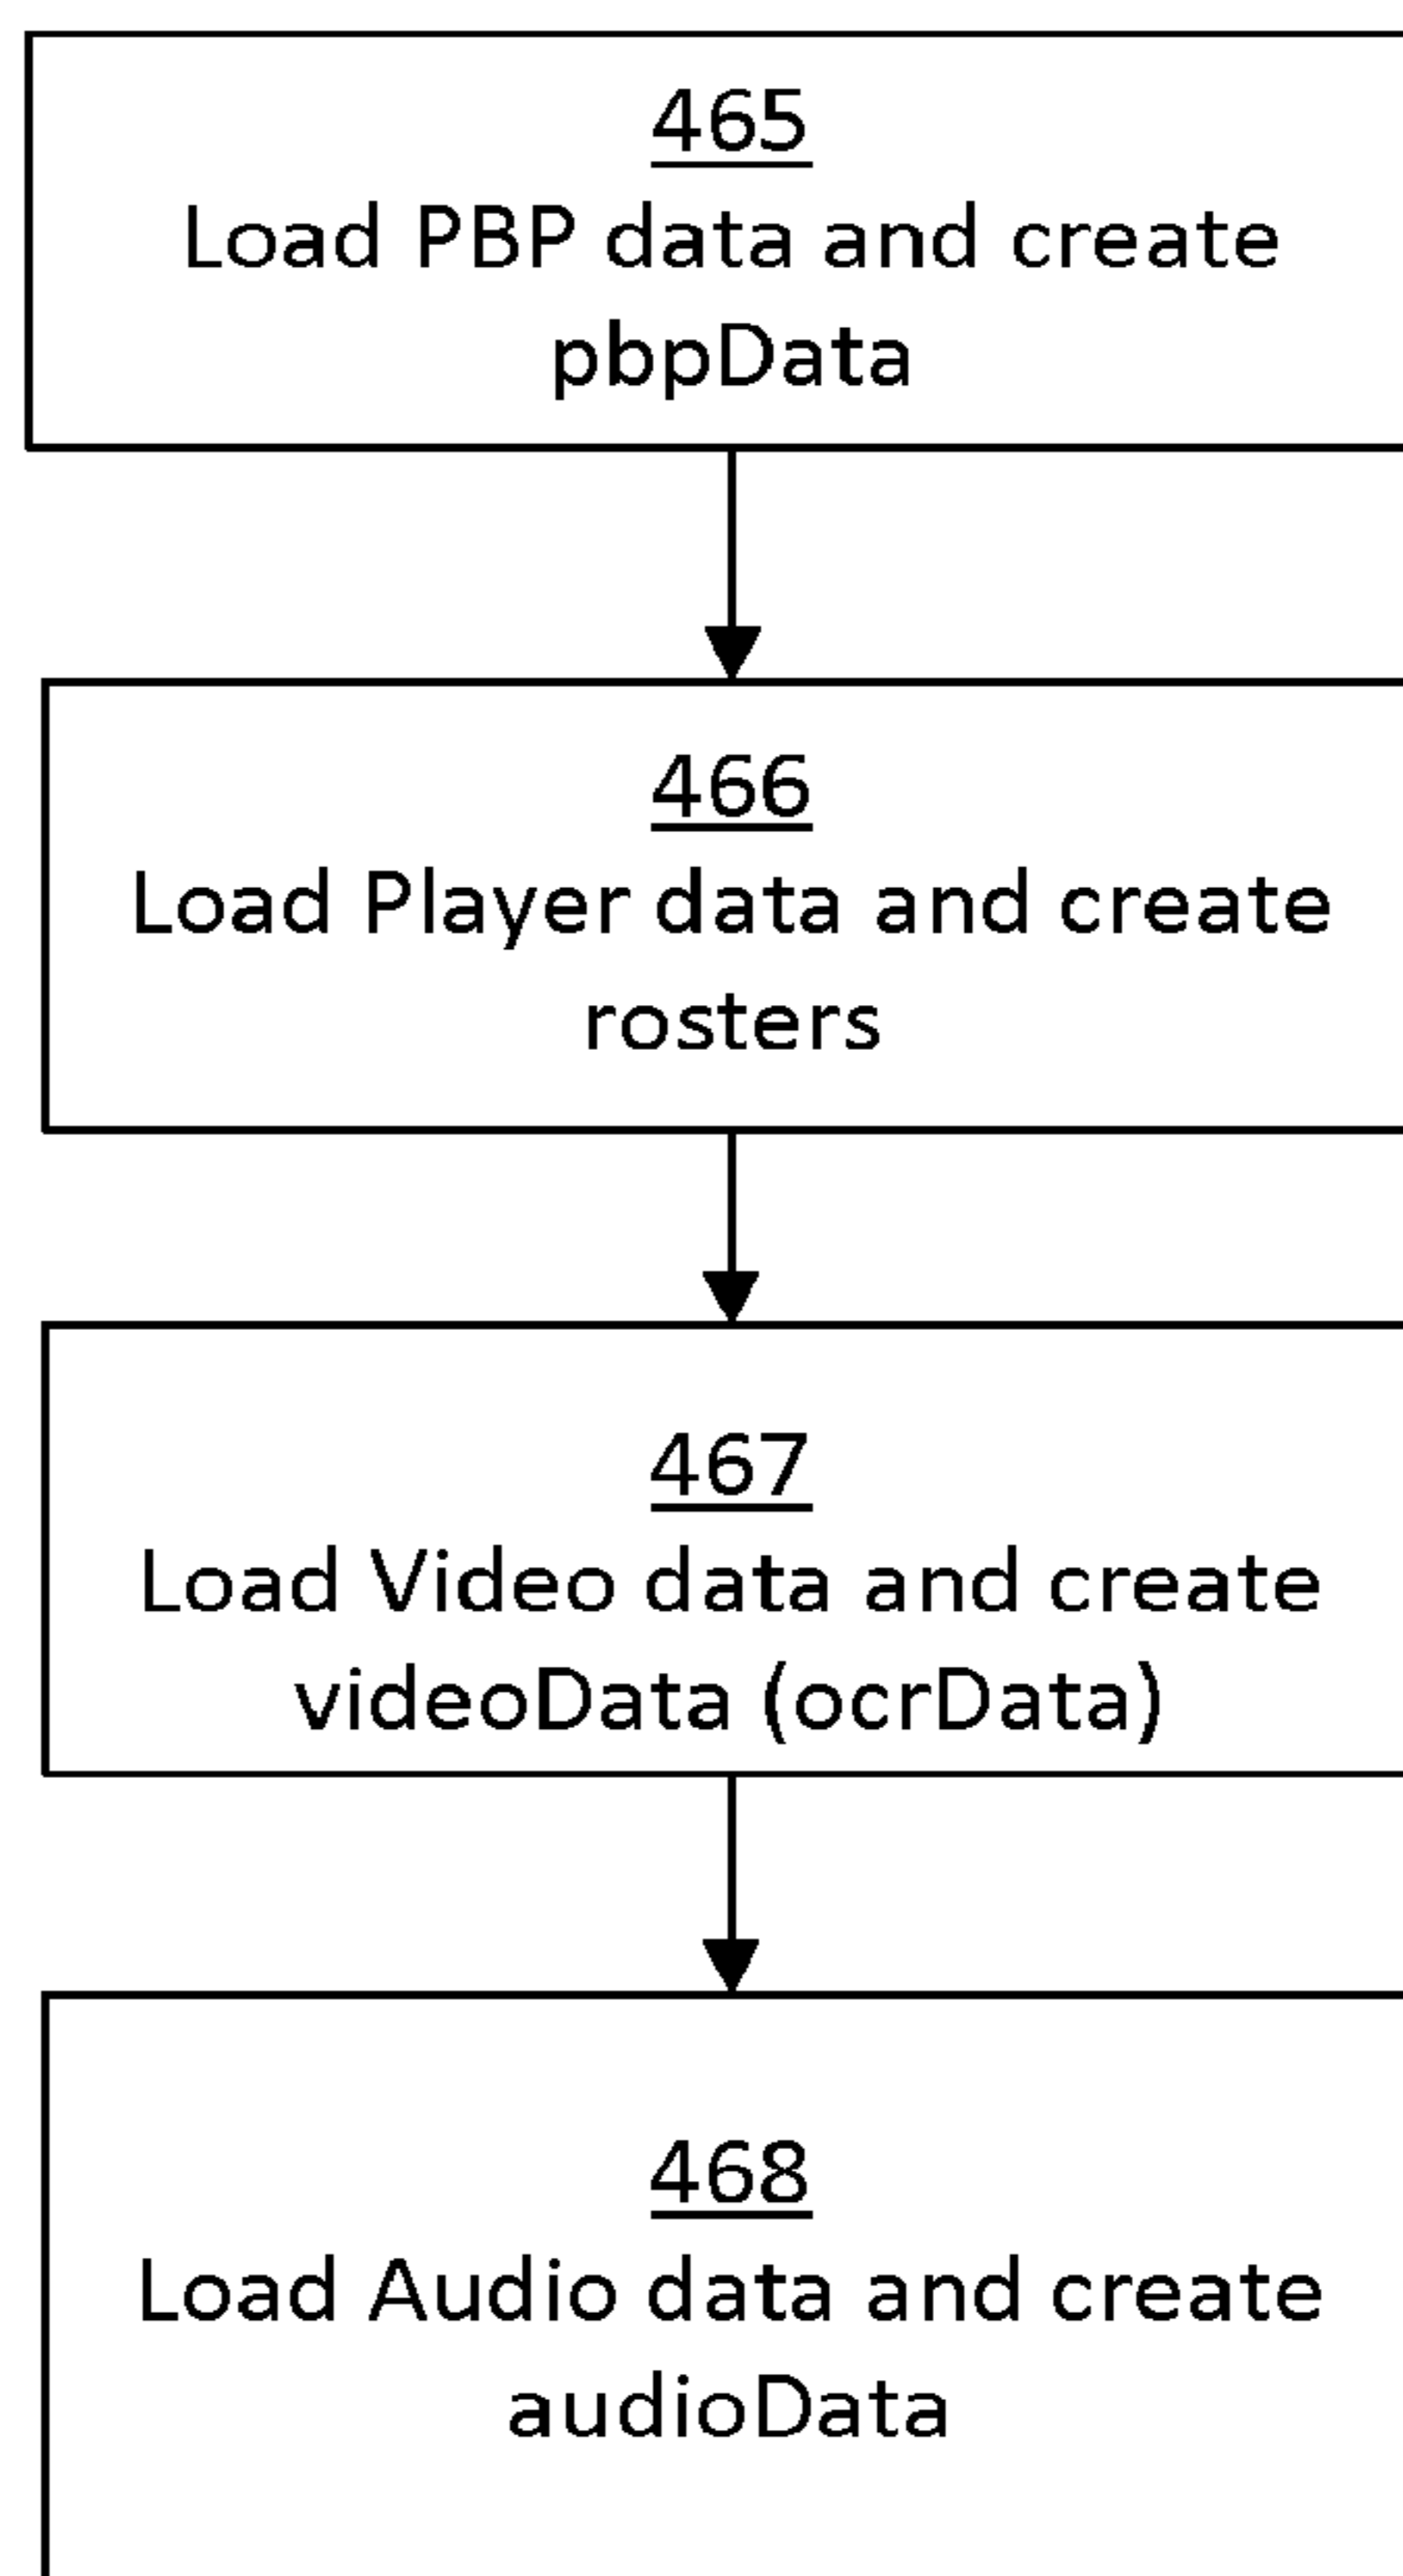 465
Load PBP data and create
pbpData
466
Load Player data and create
rosters
467
Load Video data and create
videoData (ocrData)
468
Load Audio data and create
audioData